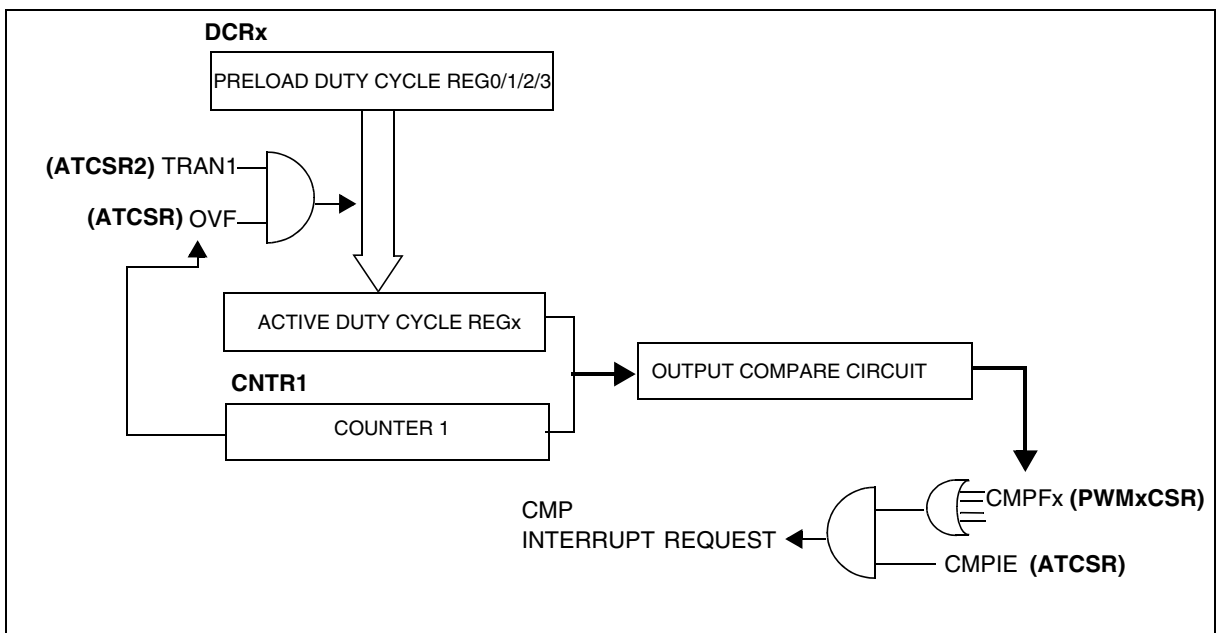 DCRx
PRELOAD DUTY CYCLE REG0/1/2/3
(ATCSR2) TRAN1
(ATCSR) OVF
ACTIVE DUTY CYCLE REGx
CNTR1
COUNTER 1
OUTPUT COMPARE CIRCUIT
CMP
INTERRUPT REQUEST
CMPFx (PWMxCSR)
CMPIE (ATCSR)